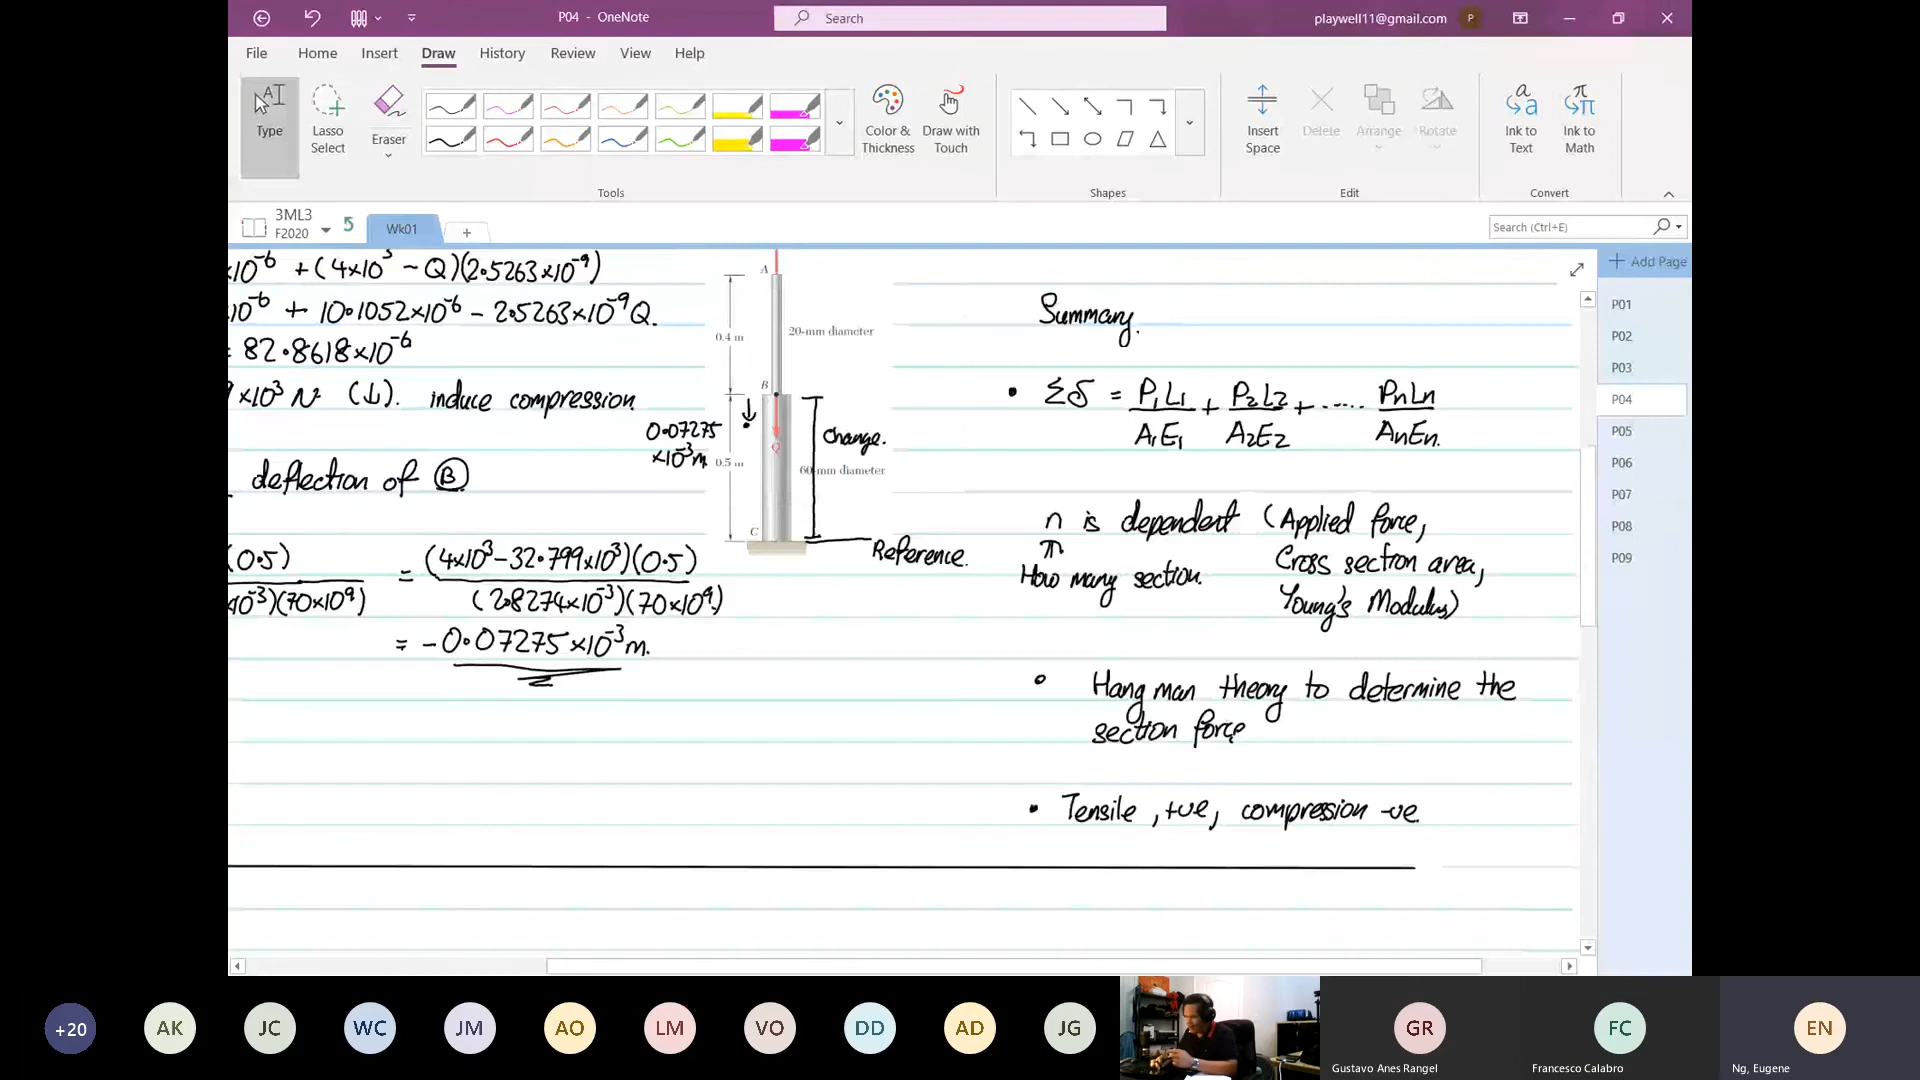 P04 - OneNote
Search
playwell11@gmail.com
P
File
Home
Insert
Draw
History
Review
View
Help
Type
Lasso Select
Eraser
Color & Thickness
Draw with Touch
Insert Space
Delete
Arrange
Rotate
Ink to Text
Ink to Math
Tools
Shapes
Edit
Convert
3ML3
F2020
Wk01
+
Search (Ctrl+E)
Add Page
P01
P02
P03
P04
P05
P06
P07
P08
P09
×10⁻⁶ + (4×10³ - Q)(2.5263×10⁻⁹)
×10⁻⁶ + 10.1052×10⁻⁶ - 2.5263×10⁻⁹Q.
= 82.8618×10⁻⁶
9 ×10³ N. (↓). induce compression.
deflection of B
(0.5)
×10⁻³)(70×10⁹)
= (4×10³-32.799×10³)(0.5)
(2.8274×10⁻³)(70×10⁹)
= -0.07275×10⁻³m.
A
0.4 m
20-mm diameter
B
0.07275
×10⁻³m
0.5 m
Q
Change.
60-mm diameter
C
Reference.
Summary.
• Σδ = P₁L₁ + P₂L₂ + ..... PnLn
A₁E₁ A₂E₂ AnEn.
n is dependent (Applied force,
How many section. Cross section area,
Young's Modulus)
• Hang man theory to determine the
section force
• Tensile, +ve, compression -ve.
+20
AK
JC
WC
JM
AO
LM
VO
DD
AD
JG
GR
Gustavo Anes Rangel
FC
Francesco Calabro
EN
Ng, Eugene